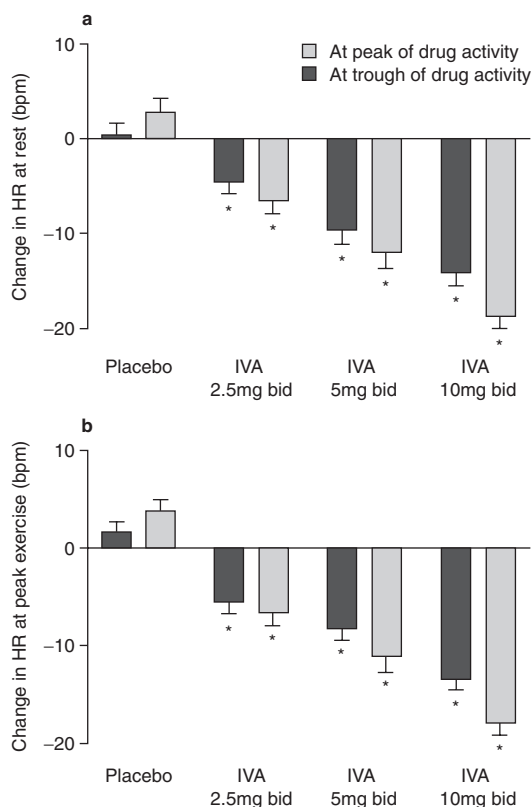 a
10
At peak of drug activity
At trough of drug activity
0
−10
−20
Change in HR at rest (bpm)
* * * * * *
Placebo IVA IVA IVA
2.5mg bid 5mg bid 10mg bid
b
10
0
−10
−20
Change in HR at peak exercise (bpm)
* * * * * *
Placebo IVA IVA IVA
2.5mg bid 5mg bid 10mg bid